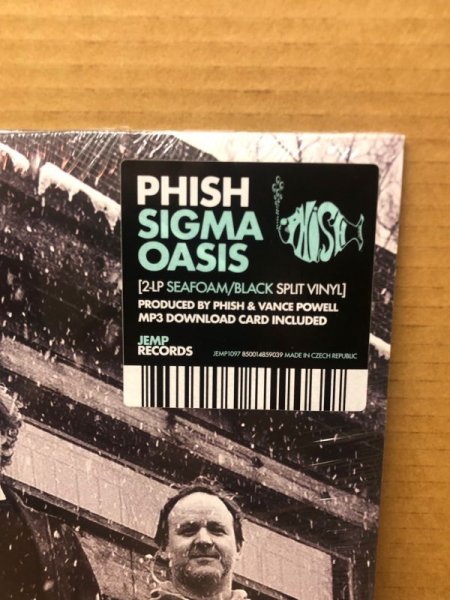 PHISH
SIGMA
OASIS
PHISH
[2-LP SEAFOAM/BLACK SPLIT VINYL]
PRODUCED BY PHISH & VANCE POWELL
MP3 DOWNLOAD CARD INCLUDED
JEMP
RECORDS
JEMP1097 850014859039 MADE IN CZECH REPUBLIC